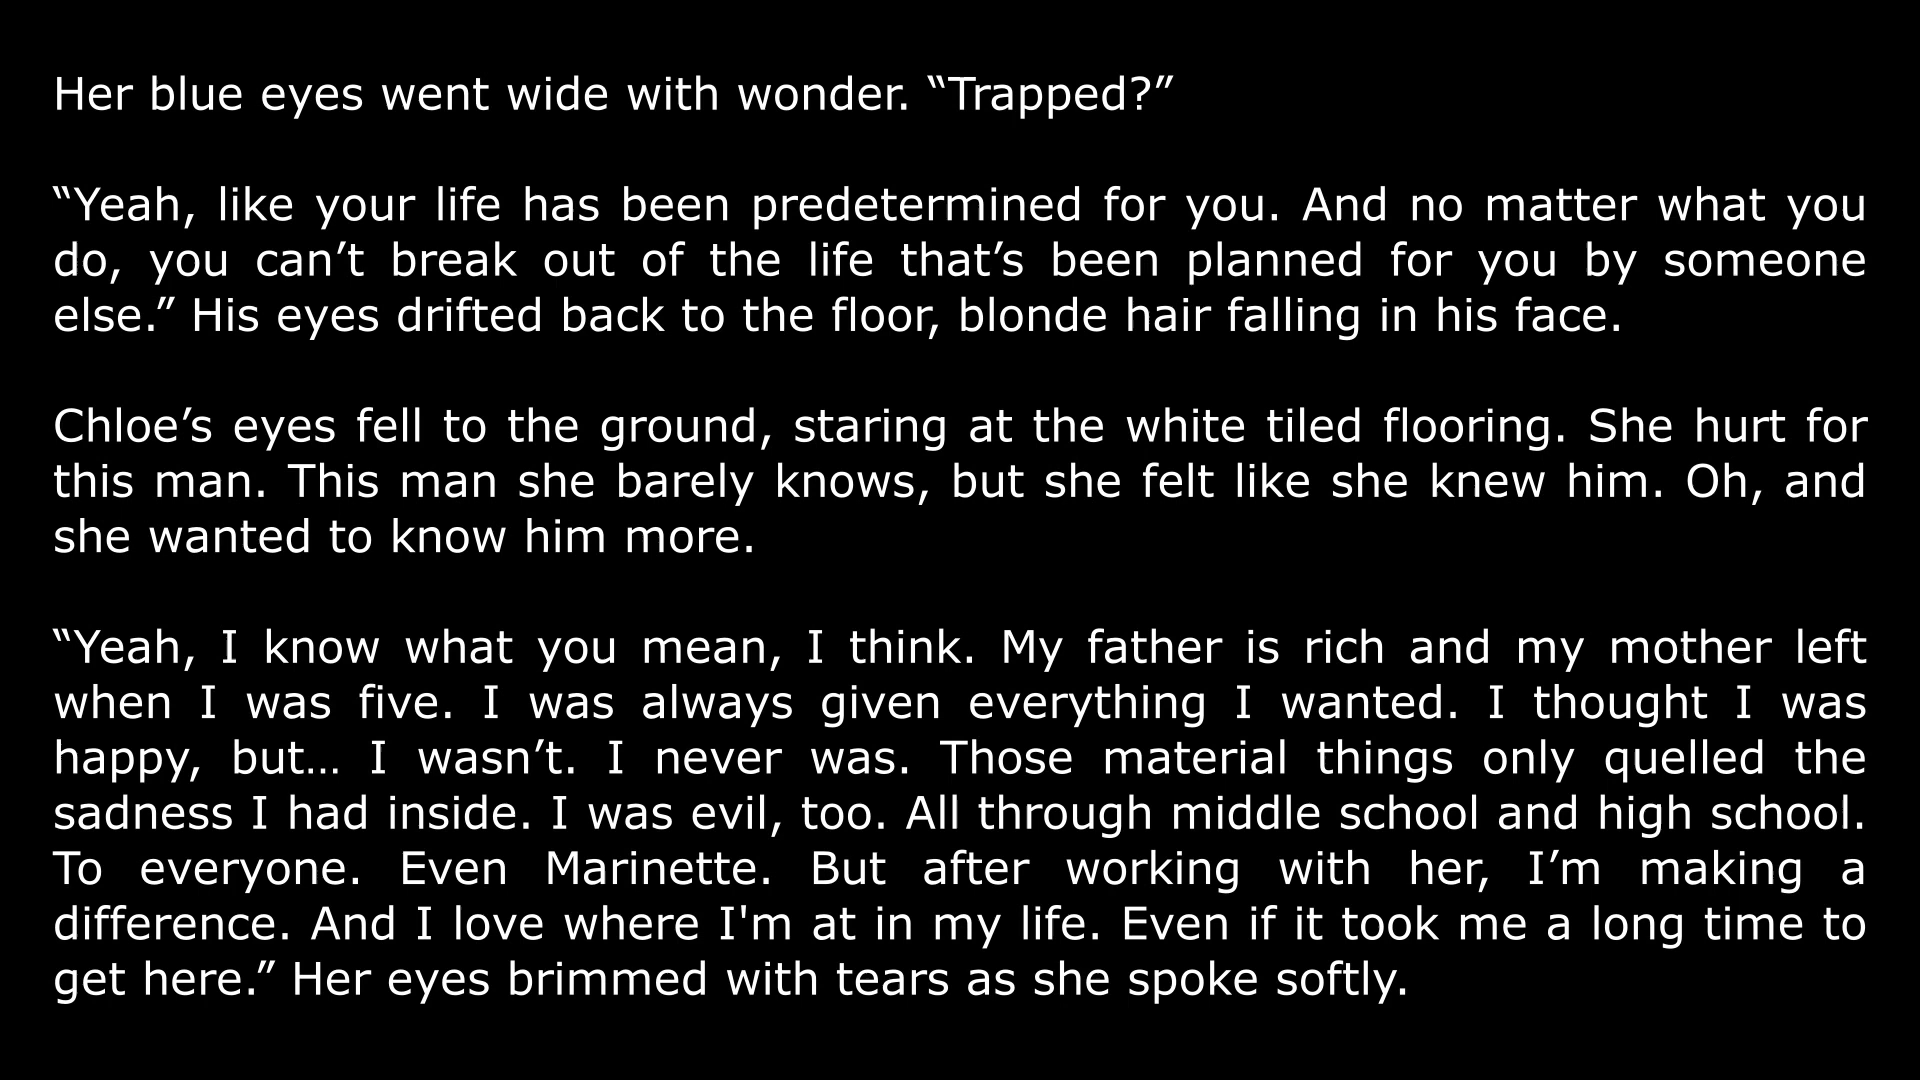 Her blue eyes went wide with wonder. “Trapped?”
“Yeah, like your life has been predetermined for you. And no matter what you
do, you can’t break out of the life that’s been planned for you by someone
else.” His eyes drifted back to the floor, blonde hair falling in his face.
Chloe’s eyes fell to the ground, staring at the white tiled flooring. She hurt for
this man. This man she barely knows, but she felt like she knew him. Oh, and
she wanted to know him more.
“Yeah, I know what you mean, I think. My father is rich and my mother left
when I was five. I was always given everything I wanted. I thought I was
happy, but… I wasn’t. I never was. Those material things only quelled the
sadness I had inside. I was evil, too. All through middle school and high school.
To everyone. Even Marinette. But after working with her, I’m making a
difference. And I love where I'm at in my life. Even if it took me a long time to
get here.” Her eyes brimmed with tears as she spoke softly.